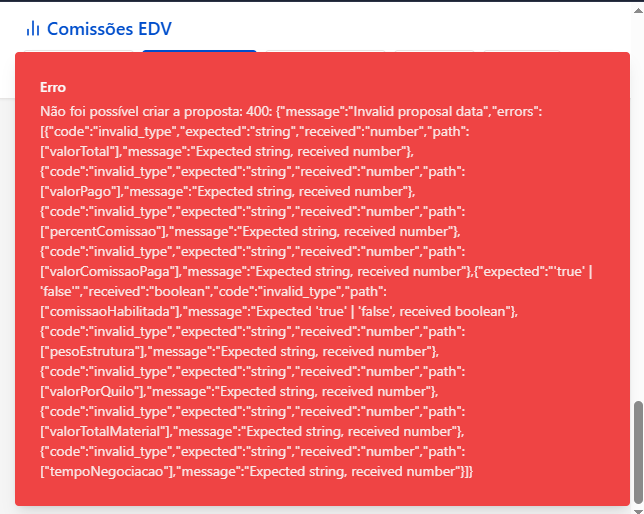 Comissões EDV
Erro
Não foi possível criar a proposta: 400: {"message":"Invalid proposal data","errors":
[{"code":"invalid_type","expected":"string","received":"number","path":
["valorTotal"],"message":"Expected string, received number"},
{"code":"invalid_type","expected":"string","received":"number","path":
["valorPago"],"message":"Expected string, received number"},
{"code":"invalid_type","expected":"string","received":"number","path":
["percentComissao"],"message":"Expected string, received number"},
{"code":"invalid_type","expected":"string","received":"number","path":
["valorComissaoPaga"],"message":"Expected string, received number"},{"expected":"'true' |
'false'","received":"boolean","code":"invalid_type","path":
["comissaoHabilitada"],"message":"Expected 'true' | 'false', received boolean"},
{"code":"invalid_type","expected":"string","received":"number","path":
["pesoEstrutura"],"message":"Expected string, received number"},
{"code":"invalid_type","expected":"string","received":"number","path":
["valorPorQuilo"],"message":"Expected string, received number"},
{"code":"invalid_type","expected":"string","received":"number","path":
["valorTotalMaterial"],"message":"Expected string, received number"},
{"code":"invalid_type","expected":"string","received":"number","path":
["tempoNegociacao"],"message":"Expected string, received number"}]}